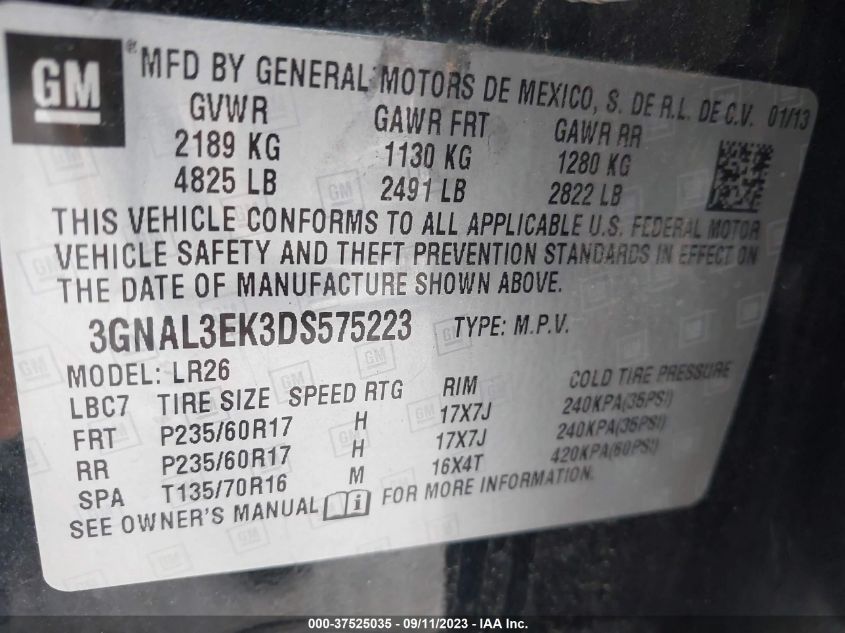 GM
® MFD BY GENERAL MOTORS DE MEXICO, S. DE R.L. DE C.V. 01/13
GVWR GAWR FRT GAWR RR
2189 KG 1130 KG 1280 KG
4825 LB 2491 LB 2822 LB
THIS VEHICLE CONFORMS TO ALL APPLICABLE U.S. FEDERAL MOTOR
VEHICLE SAFETY AND THEFT PREVENTION STANDARDS IN EFFECT ON
THE DATE OF MANUFACTURE SHOWN ABOVE.
3GNAL3EK3DS575223 TYPE: M.P.V.
MODEL: LR26
LBC7 TIRE SIZE SPEED RTG RIM COLD TIRE PRESSURE
FRT P235/60R17 H 17X7J 240KPA(35PSI)
RR P235/60R17 H 17X7J 240KPA(35PSI)
SPA T135/70R16 M 16X4T 420KPA(60PSI)
SEE OWNER'S MANUAL FOR MORE INFORMATION.
000-37525035 - 09/11/2023 - IAA Inc.